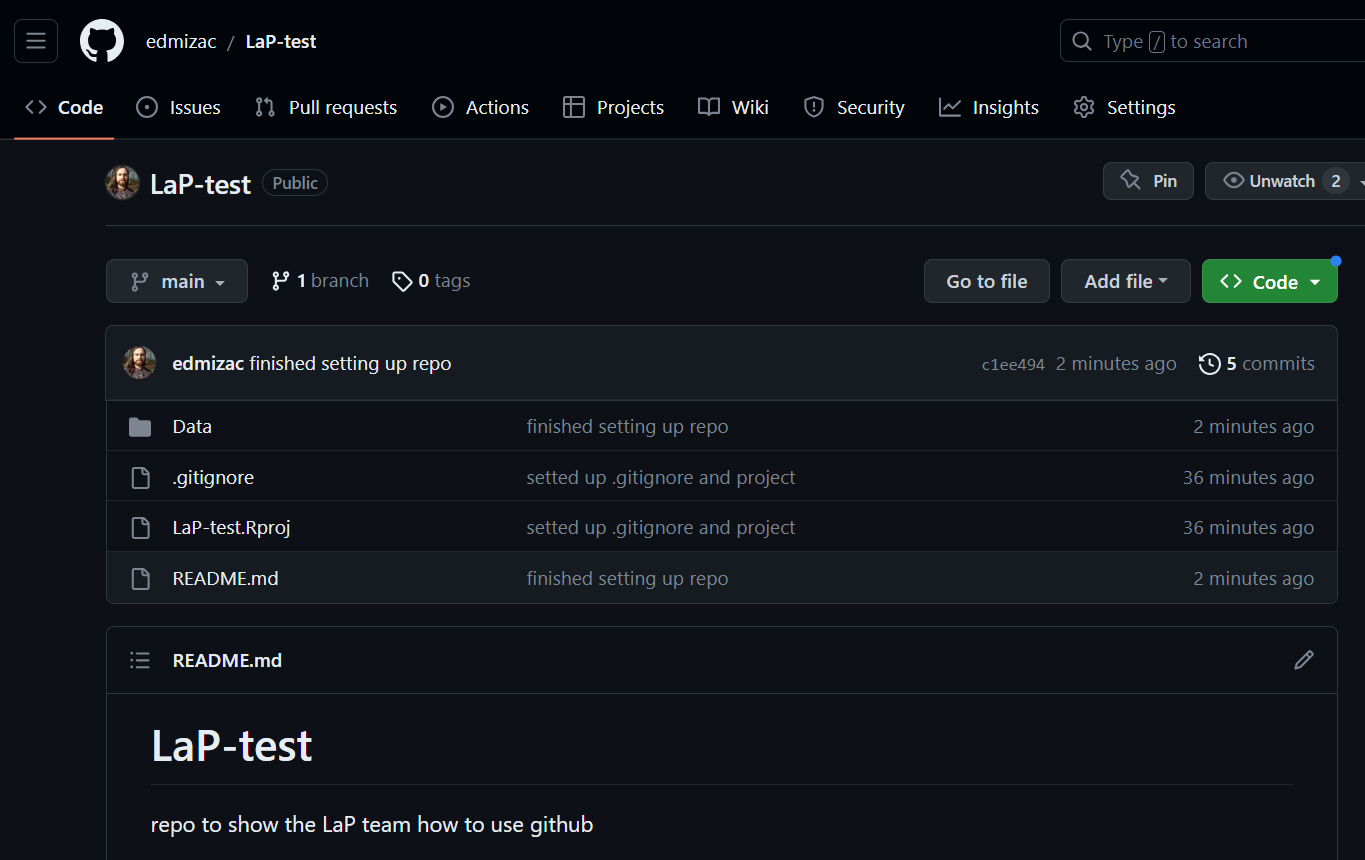 edmizac / LaP-test
Type / to search
Code Issues Pull requests Actions Projects Wiki Security Insights Settings
LaP-test Public
Pin Unwatch 2
main 1 branch 0 tags Go to file Add file Code
edmizac finished setting up repo c1ee494 2 minutes ago 5 commits
Data finished setting up repo 2 minutes ago
.gitignore setted up .gitignore and project 36 minutes ago
LaP-test.Rproj setted up .gitignore and project 36 minutes ago
README.md finished setting up repo 2 minutes ago
README.md
LaP-test
repo to show the LaP team how to use github